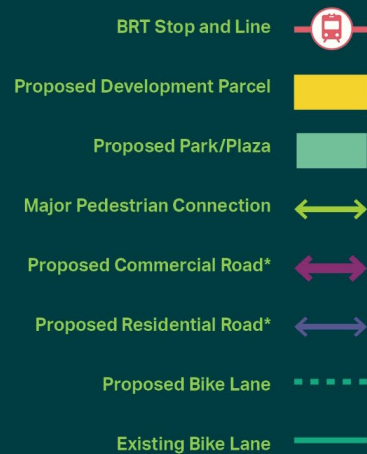 BRT Stop and Line
Proposed Development Parcel
Proposed Park/Plaza
Major Pedestrian Connection
Proposed Commercial Road*
Proposed Residential Road*
Proposed Bike Lane
Existing Bike Lane